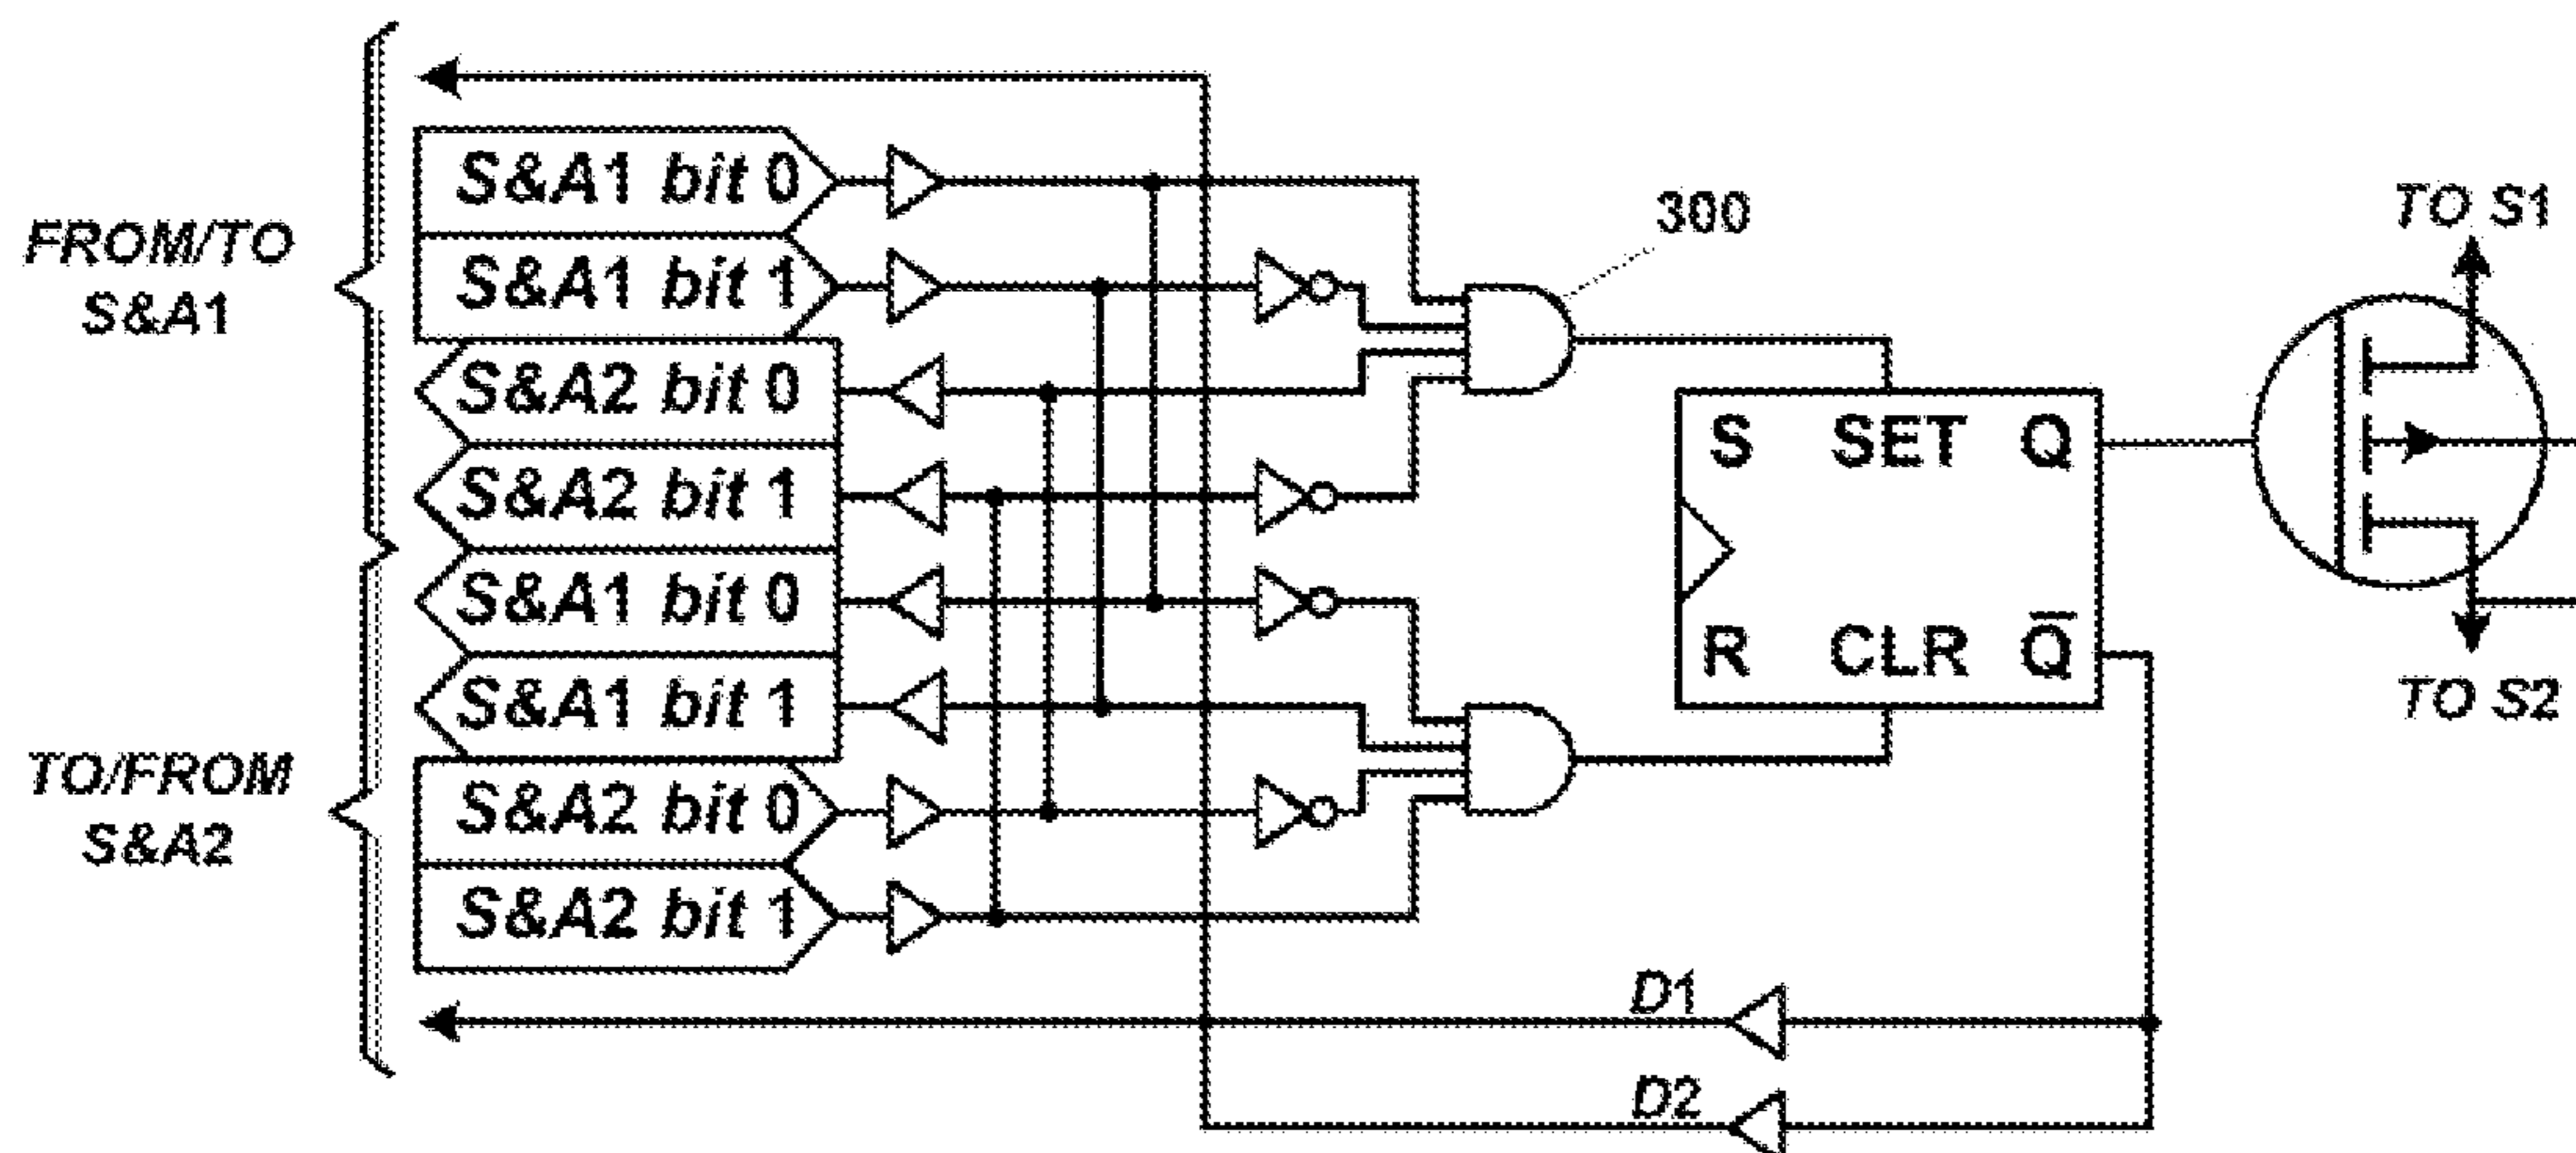 FROM/TO
S&A1
TO/FROM
S&A2
S&A1 bit 0
S&A1 bit 1
S&A2 bit 0
S&A2 bit 1
S&A1 bit 0
S&A1 bit 1
S&A2 bit 0
S&A2 bit 1
300
S SET Q
R CLR Q̅
TO S1
TO S2
D1
D2